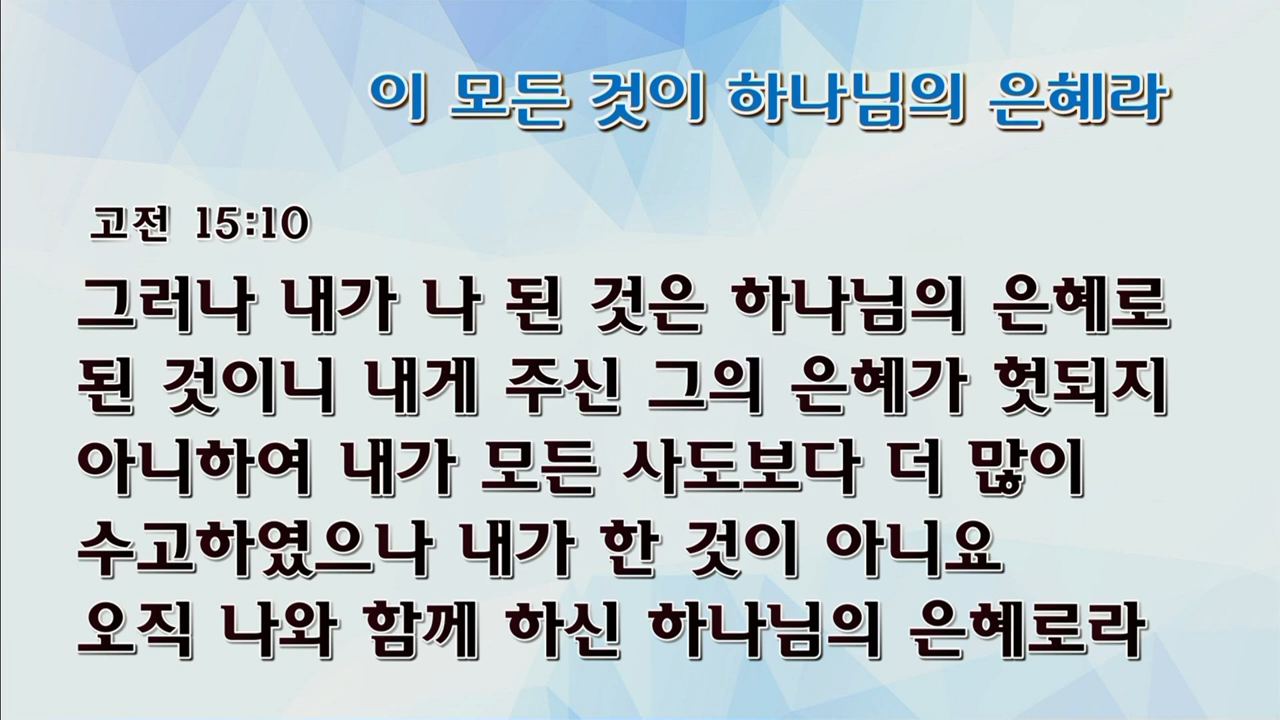 이 모든 것이 하나님의 은혜라
고전 15:10
그러나 내가 나 된 것은 하나님의 은혜로
된 것이니 내게 주신 그의 은혜가 헛되지
아니하여 내가 모든 사도보다 더 많이
수고하였으나 내가 한 것이 아니요
오직 나와 함께 하신 하나님의 은혜로라